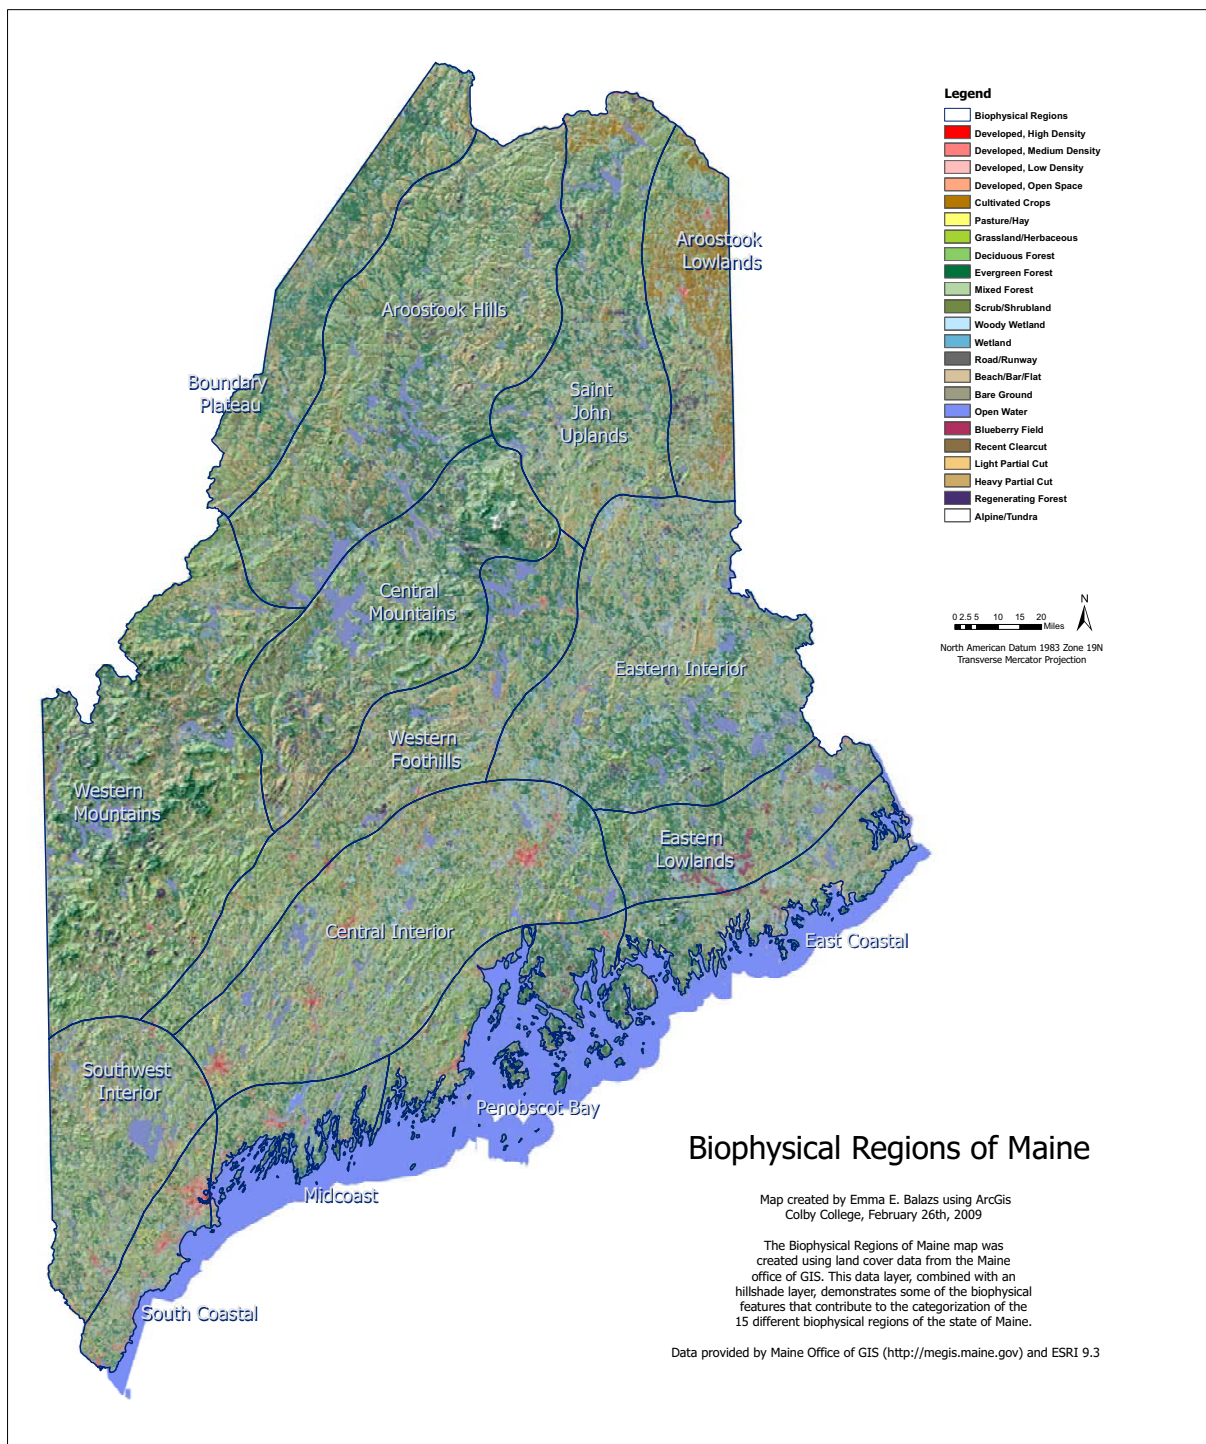 Legend
Biophysical Regions
Developed, High Density
Developed, Medium Density
Developed, Low Density
Developed, Open Space
Cultivated Crops
Pasture/Hay
Grassland/Herbaceous
Deciduous Forest
Evergreen Forest
Mixed Forest
Scrub/Shrubland
Woody Wetland
Wetland
Road/Runway
Beach/Bar/Flat
Bare Ground
Open Water
Blueberry Field
Recent Clearcut
Light Partial Cut
Heavy Partial Cut
Regenerating Forest
Alpine/Tundra
N
0 2.5 5 10 15 20
Miles
North American Datum 1983 Zone 19N
Transverse Mercator Projection
Aroostook
Lowlands
Aroostook Hills
Boundary
Plateau
Saint
John
Uplands
Central
Mountains
Eastern Interior
Western
Foothills
Western
Mountains
Eastern
Lowlands
Central Interior
East Coastal
Southwest
Interior
Penobscot Bay
Midcoast
South Coastal
Biophysical Regions of Maine
Map created by Emma E. Balazs using ArcGis
Colby College, February 26th, 2009
The Biophysical Regions of Maine map was
created using land cover data from the Maine
office of GIS. This data layer, combined with an
hillshade layer, demonstrates some of the biophysical
features that contribute to the categorization of the
15 different biophysical regions of the state of Maine.
Data provided by Maine Office of GIS (http://megis.maine.gov) and ESRI 9.3